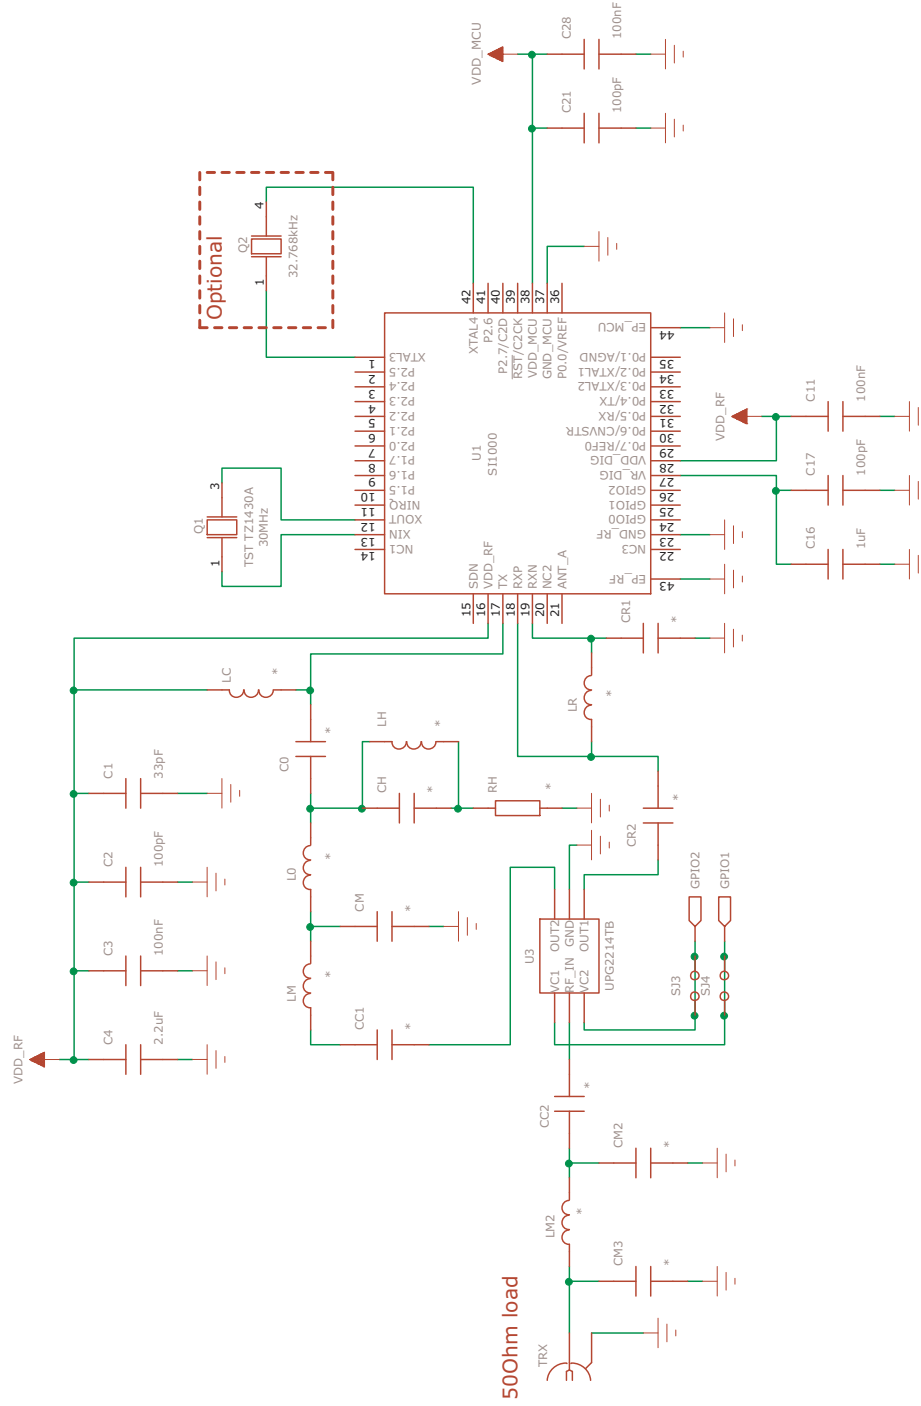 VDD_MCU
C28
100nF
C21
100pF
Optional
Q2
32.768kHz
1
4
42
41
40
39
38
37
36
XTAL4
P2.6
P2.7/C2D
RST/C2CK
VDD_MCU
GND_MCU
P0.0/VREF
XTAL3
P2.5
P2.4
P2.3
P2.2
P2.1
P2.0
P1.7
P1.6
P1.5
NIRQ
XOUT
XIN
NC1
1
2
3
4
5
6
7
8
9
10
11
12
13
14
U1
SI1000
EP_MCU
P0.1/AGND
P0.2/XTAL1
P0.3/XTAL2
P0.4/TX
P0.5/RX
P0.6/CNVSTR
P0.7/REF0
VDD_DIG
VR_DIG
GPIO2
GPIO1
GPIO0
GND_RF
NC3
EP_RF
44
35
34
33
32
31
30
29
28
27
26
25
24
23
22
43
SDN
VDD_RF
TX
RXP
RXN
NC2
ANT_A
15
16
17
18
19
20
21
Q1
TST TZ1430A
30MHz
1
3
VDD_RF
C11
100nF
C17
100pF
C16
1uF
CR1
*
LR
*
LC
*
C0
*
LH
*
CH
*
RH
*
CR2
*
L0
*
CM
*
LM
*
CC1
*
C1
33pF
C2
100pF
C3
100nF
C4
2.2uF
VDD_RF
U3
UPG2214TB
OUT2
GND
OUT1
VC1
RF_IN
VC2
GPIO2
GPIO1
SJ3
SJ4
CC2
*
CM2
*
LM2
*
CM3
*
50Ohm load
TRX